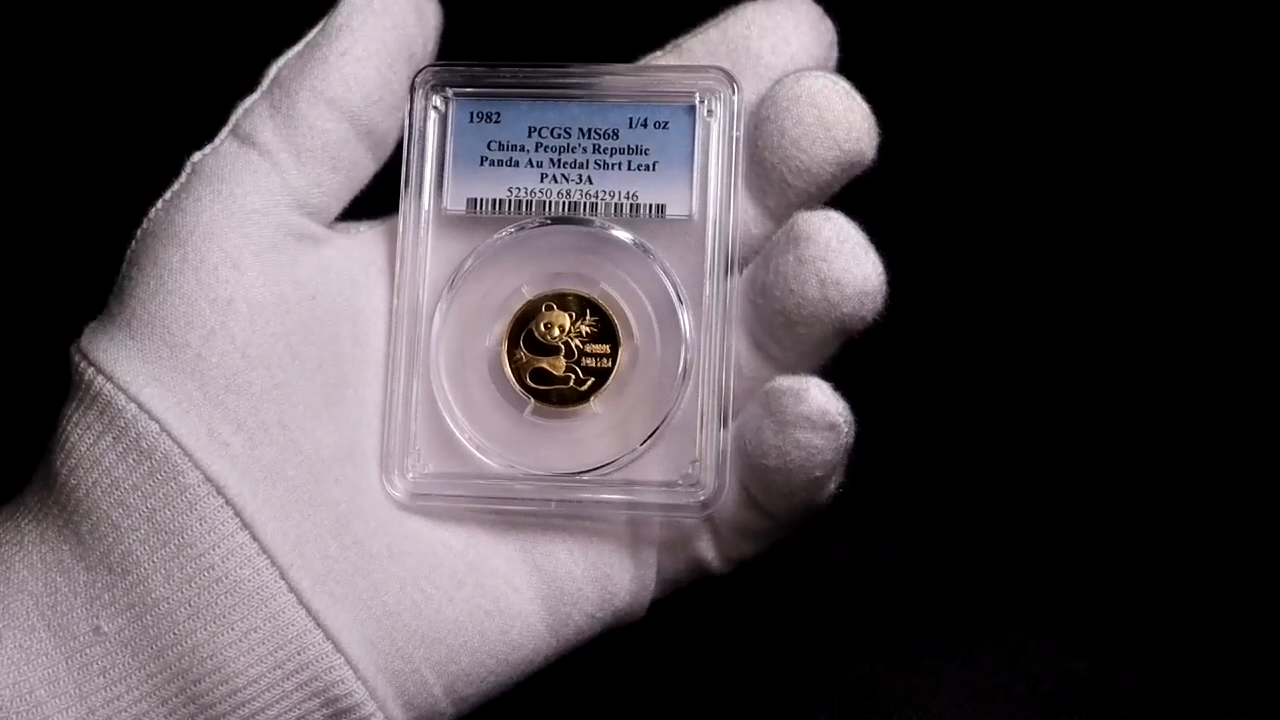 1982
1/4 oz
PCGS MS68
China, People's Republic
Panda Au Medal Shrt Leaf
PAN-3A
523650.68/36429146